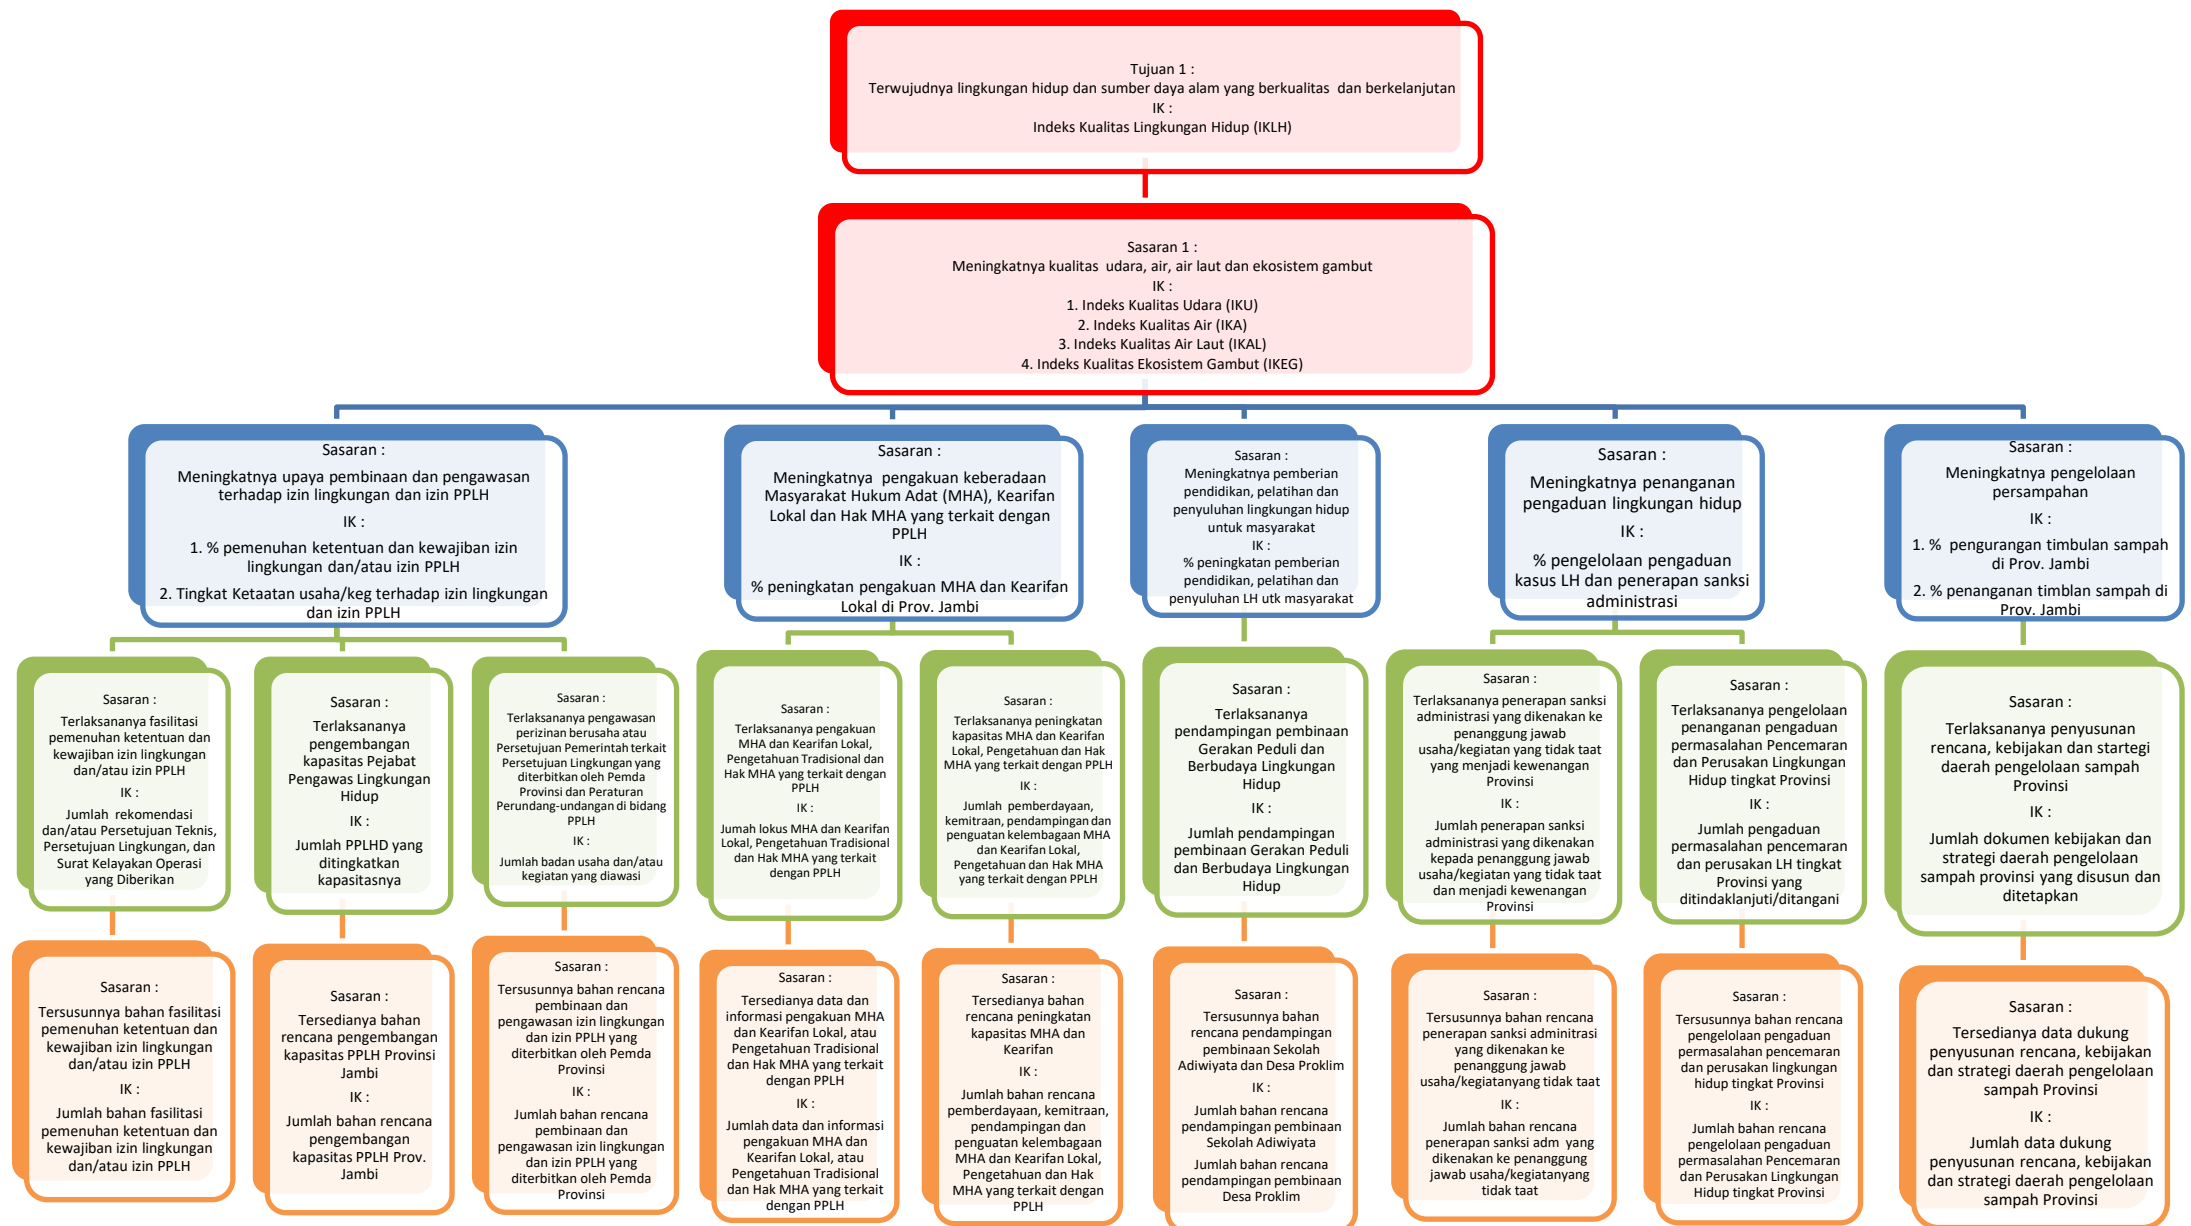 Tujuan 1 :
Terwujudnya lingkungan hidup dan sumber daya alam yang berkualitas dan berkelanjutan
IK :
Indeks Kualitas Lingkungan Hidup (IKLH)
Sasaran 1 :
Meningkatnya kualitas udara, air, air laut dan ekosistem gambut
IK :
1. Indeks Kualitas Udara (IKU)
2. Indeks Kualitas Air (IKA)
3. Indeks Kualitas Air Laut (IKAL)
4. Indeks Kualitas Ekosistem Gambut (IKEG)
Sasaran :
Meningkatnya upaya pembinaan dan pengawasan
terhadap izin lingkungan dan izin PPLH
IK :
1. % pemenuhan ketentuan dan kewajiban izin
lingkungan dan/atau izin PPLH
2. Tingkat Ketaatan usaha/keg terhadap izin lingkungan
dan izin PPLH
Sasaran :
Meningkatnya pengakuan keberadaan
Masyarakat Hukum Adat (MHA), Kearifan
Lokal dan Hak MHA yang terkait dengan
PPLH
IK :
% peningkatan pengakuan MHA dan Kearifan
Lokal di Prov. Jambi
Sasaran :
Meningkatnya pemberian
pendidikan, pelatihan dan
penyuluhan lingkungan hidup
untuk masyarakat
IK :
% peningkatan pemberian
pendidikan, pelatihan dan
penyuluhan LH utk masyarakat
Sasaran :
Meningkatnya penanganan
pengaduan lingkungan hidup
IK :
% pengelolaan pengaduan
kasus LH dan penerapan sanksi
administrasi
Sasaran :
Meningkatnya pengelolaan
persampahan
IK :
1. % pengurangan timbulan sampah
di Prov. Jambi
2. % penanganan timblan sampah di
Prov. Jambi
Sasaran :
Terlaksananya fasilitasi
pemenuhan ketentuan dan
kewajiban izin lingkungan
dan/atau izin PPLH
IK :
Jumlah rekomendasi
dan/atau Persetujuan Teknis,
Persetujuan Lingkungan, dan
Surat Kelayakan Operasi
yang Diberikan
Sasaran :
Terlaksananya
pengembangan
kapasitas Pejabat
Pengawas Lingkungan
Hidup
IK :
Jumlah PPLHD yang
ditingkatkan
kapasitasnya
Sasaran :
Terlaksananya pengawasan
perizinan berusaha atau
Persetujuan Pemerintah terkait
Persetujuan Lingkungan yang
diterbitkan oleh Pemda
Provinsi dan Peraturan
Perundang-undangan di bidang
PPLH
IK :
Jumlah badan usaha dan/atau
kegiatan yang diawasi
Sasaran :
Terlaksananya pengakuan
MHA dan Kearifan Lokal,
Pengetahuan Tradisional dan
Hak MHA yang terkait dengan
PPLH
IK :
Jumah lokus MHA dan Kearifan
Lokal, Pengetahuan Tradisional
dan Hak MHA yang terkait
dengan PPLH
Sasaran :
Terlaksananya peningkatan
kapasitas MHA dan Kearifan
Lokal, Pengetahuan dan Hak
MHA yang terkait dengan PPLH
IK :
Jumlah pemberdayaan,
kemitraan, pendampingan dan
penguatan kelembagaan MHA
dan Kearifan Lokal,
Pengetahuan dan Hak MHA
yang terkait dengan PPLH
Sasaran :
Terlaksananya
pendampingan pembinaan
Gerakan Peduli dan
Berbudaya Lingkungan
Hidup
IK :
Jumlah pendampingan
pembinaan Gerakan Peduli
dan Berbudaya Lingkungan
Hidup
Sasaran :
Terlaksananya penerapan sanksi
administrasi yang dikenakan ke
penanggung jawab
usaha/kegiatan yang tidak taat
yang menjadi kewenangan
Provinsi
IK :
Jumlah penerapan sanksi
administrasi yang dikenakan
kepada penanggung jawab
usaha/kegiatan yang tidak taat
dan menjadi kewenangan
Provinsi
Sasaran :
Terlaksananya pengelolaan
penanganan pengaduan
permasalahan Pencemaran
dan Perusakan Lingkungan
Hidup tingkat Provinsi
IK :
Jumlah pengaduan
permasalahan pencemaran
dan perusakan LH tingkat
Provinsi yang
ditindaklanjuti/ditangani
Sasaran :
Terlaksananya penyusunan
rencana, kebijakan dan startegi
daerah pengelolaan sampah
Provinsi
IK :
Jumlah dokumen kebijakan dan
strategi daerah pengelolaan
sampah provinsi yang disusun dan
ditetapkan
Sasaran :
Tersusunnya bahan fasilitasi
pemenuhan ketentuan dan
kewajiban izin lingkungan
dan/atau izin PPLH
IK :
Jumlah bahan fasilitasi
pemenuhan ketentuan dan
kewajiban izin lingkungan
dan/atau izin PPLH
Sasaran :
Tersedianya bahan
rencana pengembangan
kapasitas PPLH Provinsi
Jambi
IK :
Jumlah bahan rencana
pengembangan
kapasitas PPLH Prov.
Jambi
Sasaran :
Tersusunnya bahan rencana
pembinaan dan
pengawasan izin lingkungan
dan izin PPLH yang
diterbitkan oleh Pemda
Provinsi
IK :
Jumlah bahan rencana
pembinaan dan
pengawasan izin lingkungan
dan izin PPLH yang
diterbitkan oleh Pemda
Provinsi
Sasaran :
Tersedianya data dan
informasi pengakuan MHA
dan Kearifan Lokal, atau
Pengetahuan Tradisional
dan Hak MHA yang terkait
dengan PPLH
IK :
Jumlah data dan informasi
pengakuan MHA dan
Kearifan Lokal, atau
Pengetahuan Tradisional
dan Hak MHA yang terkait
dengan PPLH
Sasaran :
Tersedianya bahan
rencana peningkatan
kapasitas MHA dan
Kearifan
IK :
Jumlah bahan rencana
pemberdayaan, kemitraan,
pendampingan dan
penguatan kelembagaan
MHA dan Kearifan Lokal,
Pengetahuan dan Hak
MHA yang terkait dengan
PPLH
Sasaran :
Tersusunnya bahan
rencana pendampingan
pembinaan Sekolah
Adiwiyata dan Desa Proklim
IK :
Jumlah bahan rencana
pendampingan pembinaan
Sekolah Adiwiyata
Jumlah bahan rencana
pendampingan pembinaan
Desa Proklim
Sasaran :
Tersusunnya bahan rencana
penerapan sanksi adminitrasi
yang dikenakan ke
penanggung jawab
usaha/kegiatanyang tidak taat
IK :
Jumlah bahan rencana
penerapan sanksi adm yang
dikenakan ke penanggung
jawab usaha/kegiatanyang
tidak taat
Sasaran :
Tersusunnya bahan rencana
pengelolaan pengaduan
permasalahan pencemaran
dan perusakan lingkungan
hidup tingkat Provinsi
IK :
Jumlah bahan rencana
pengelolaan pengaduan
permasalahan Pencemaran
dan Perusakan Lingkungan
Hidup tingkat Provinsi
Sasaran :
Tersedianya data dukung
penyusunan rencana, kebijakan
dan strategi daerah pengelolaan
sampah Provinsi
IK :
Jumlah data dukung
penyusunan rencana, kebijakan
dan strategi daerah pengelolaan
sampah Provinsi